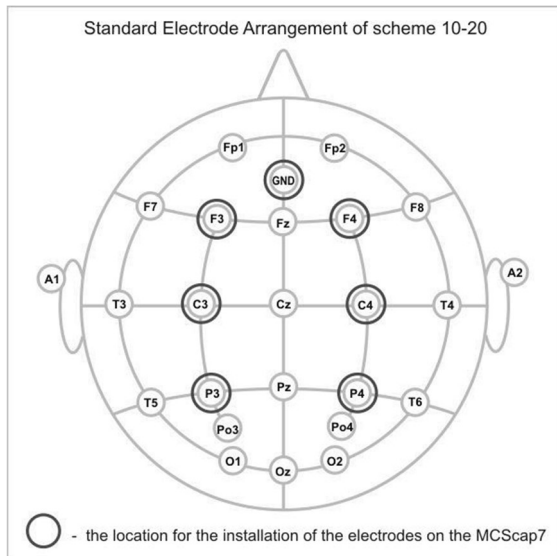 Standard Electrode Arrangement of scheme 10-20
Fp1 Fp2
GND
F7 F3 Fz F4 F8
A1 A2
T3 C3 Cz C4 T4
T5 P3 Pz P4 T6
Po3 Po4
O1 Oz O2
- the location for the installation of the electrodes on the MCScap7